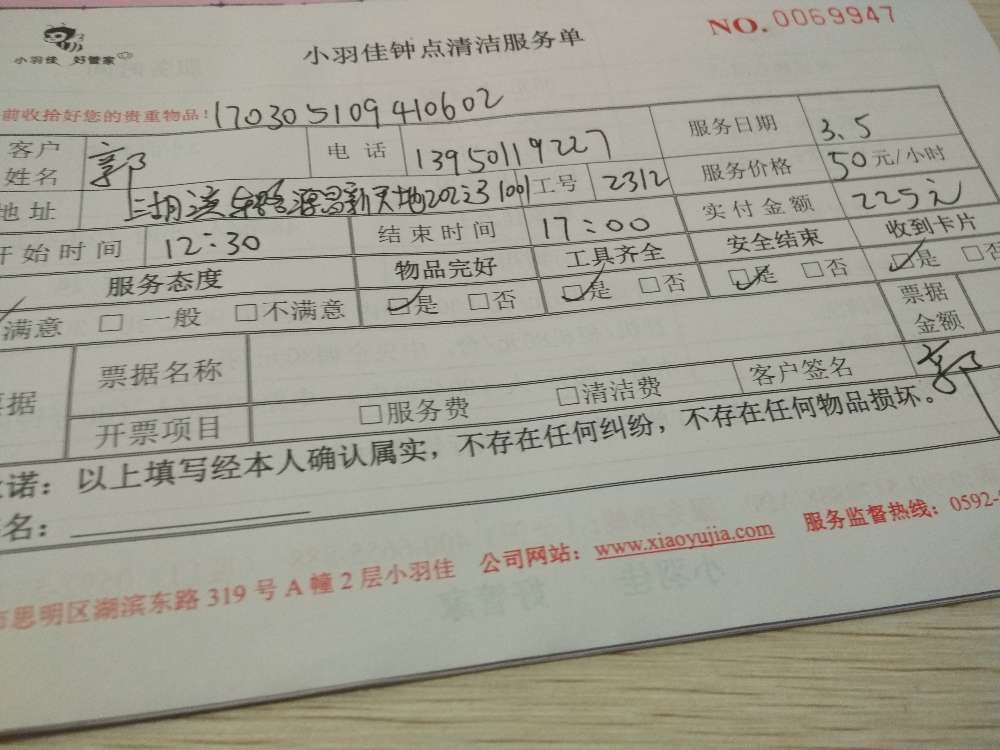 小羽佳 好管家
小羽佳钟点清洁服务单
NO. 0069947
前收拾好您的贵重物品! 170305109410602
客户姓名 郭 电话 13950119227 服务日期 3.5
地址 新天地 1001 工号 2312 服务价格 50元/小时
开始时间 12:30 结束时间 17:00 实付金额 225元
服务态度 物品完好 工具齐全 安全结束 收到卡片
满意 □ 一般 □不满意 □是 □否 □是 □否 □是 □否 □是 □否
票据名称 票据金额
据
开票项目 □服务费 □清洁费 客户签名 郭
诺：以上填写经本人确认属实，不存在任何纠纷，不存在任何物品损坏。
名：
市思明区湖滨东路 319 号 A 幢 2 层小羽佳 公司网站：www.xiaoyujia.com 服务监督热线：0592-